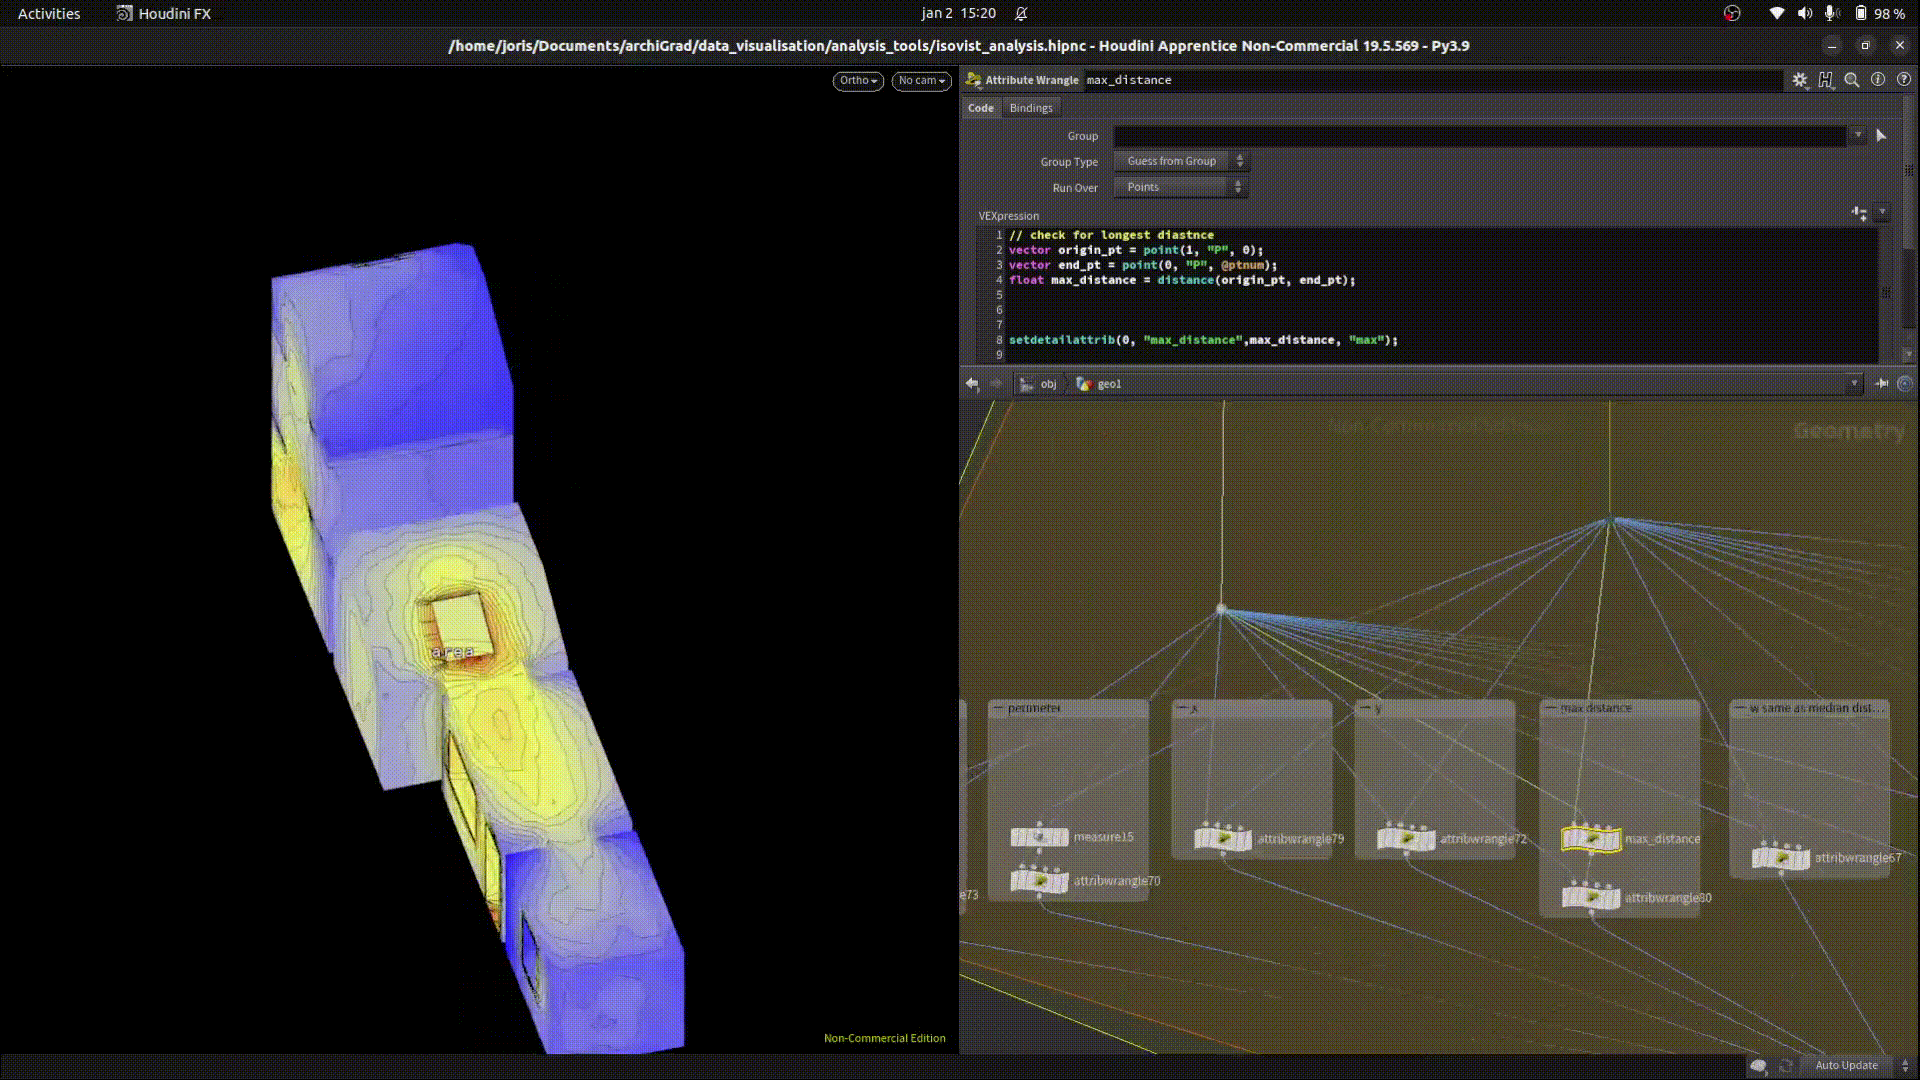 Activities
Houdini FX
jan 2 15:20
98 %
/home/joris/Documents/archiGrad/data_visualisation/analysis_tools/isovist_analysis.hipnc - Houdini Apprentice Non-Commercial 19.5.569 - Py3.9
Ortho
No cam
Attribute Wrangle max_distance
Code Bindings
Group
Group Type Guess from Group
Run Over Points
VEXpression
1 // check for longest diastnce
2 vector origin_pt = point(1, "P", 0);
3 vector end_pt = point(0, "P", @ptnum);
4 float max_distance = distance(origin_pt, end_pt);
5
6
7
8 setdetailattrib(0, "max_distance",max_distance, "max");
9
obj geo1
Geometry
area
perimeter
x
y
max distance
w same as median dist...
measure15
attribwrangle79
attribwrangle72
max_distance
attribwrangle67
e73
attribwrangle70
attribwrangle80
Non-Commercial Edition
Auto Update